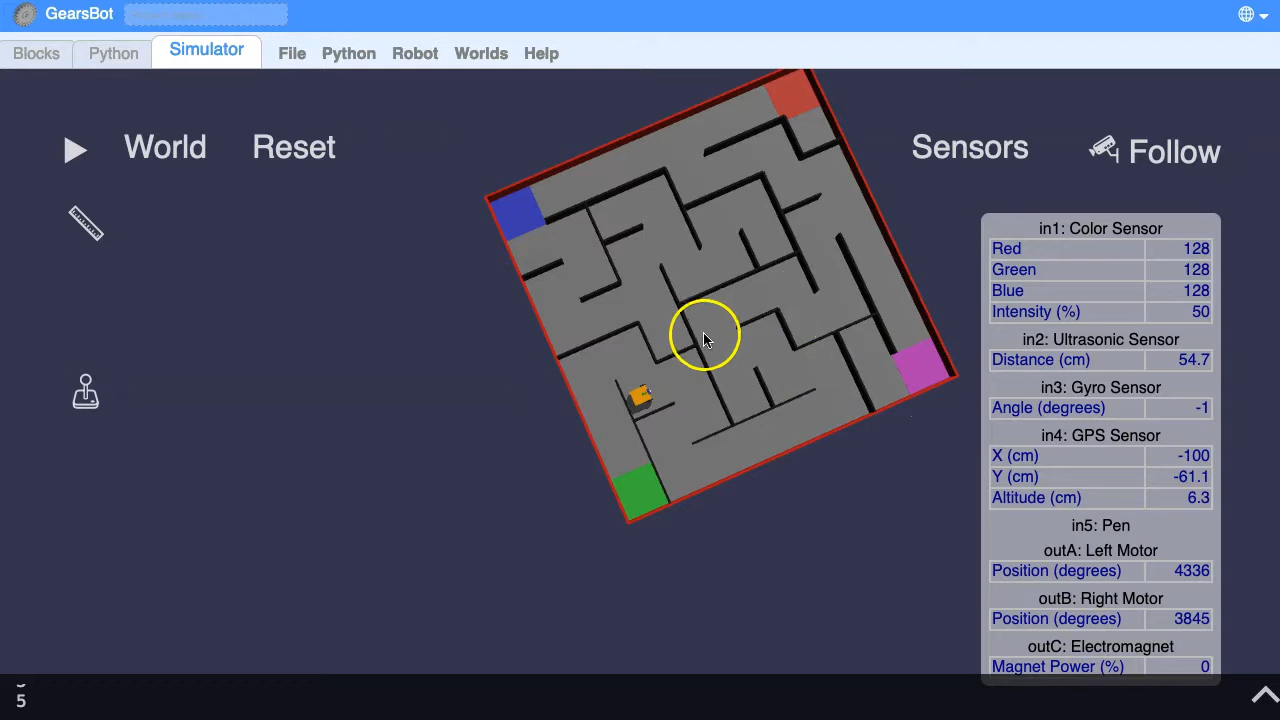 GearsBot
Blocks
Python
Simulator
File
Python
Robot
Worlds
Help
World
Reset
Sensors
Follow
in1: Color Sensor
Red 128
Green 128
Blue 128
Intensity (%) 50
in2: Ultrasonic Sensor
Distance (cm) 54.7
in3: Gyro Sensor
Angle (degrees) -1
in4: GPS Sensor
X (cm) -100
Y (cm) -61.1
Altitude (cm) 6.3
in5: Pen
outA: Left Motor
Position (degrees) 4336
outB: Right Motor
Position (degrees) 3845
outC: Electromagnet
Magnet Power (%) 0
5